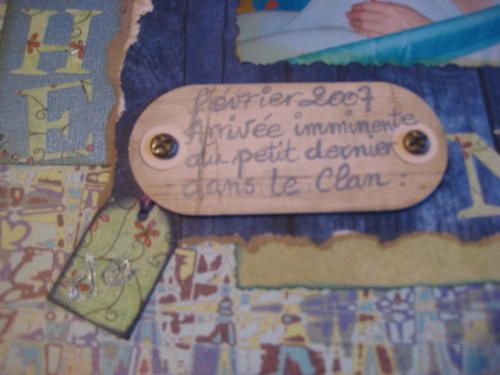 H
E
février 2007
Arrivée imminente
du petit dernier
dans le Clan :
N